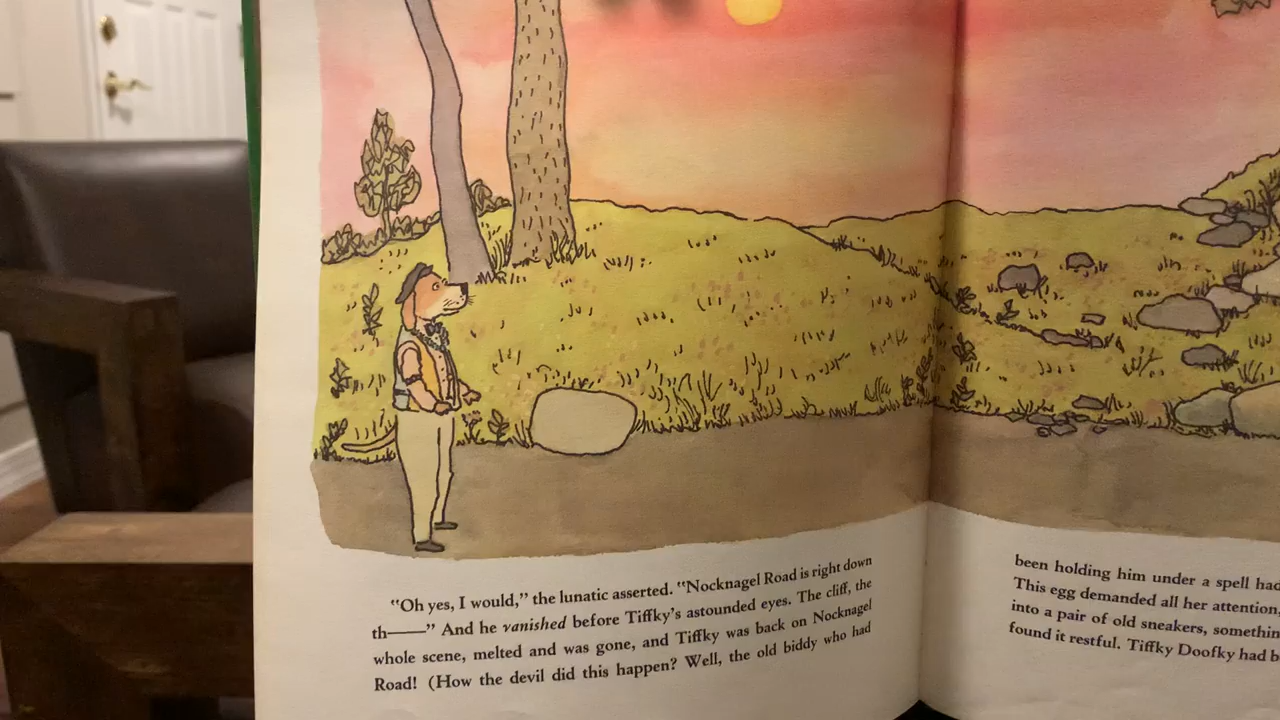 "Oh yes, I would," the lunatic asserted. "Nocknagel Road is right down
th——" And he vanished before Tiffky's astounded eyes. The cliff, the
whole scene, melted and was gone, and Tiffky was back on Nocknagel
Road! (How the devil did this happen? Well, the old biddy who had
been holding him under a spell had
This egg demanded all her attention,
into a pair of old sneakers,
found it restful. Tiffky Doofky had